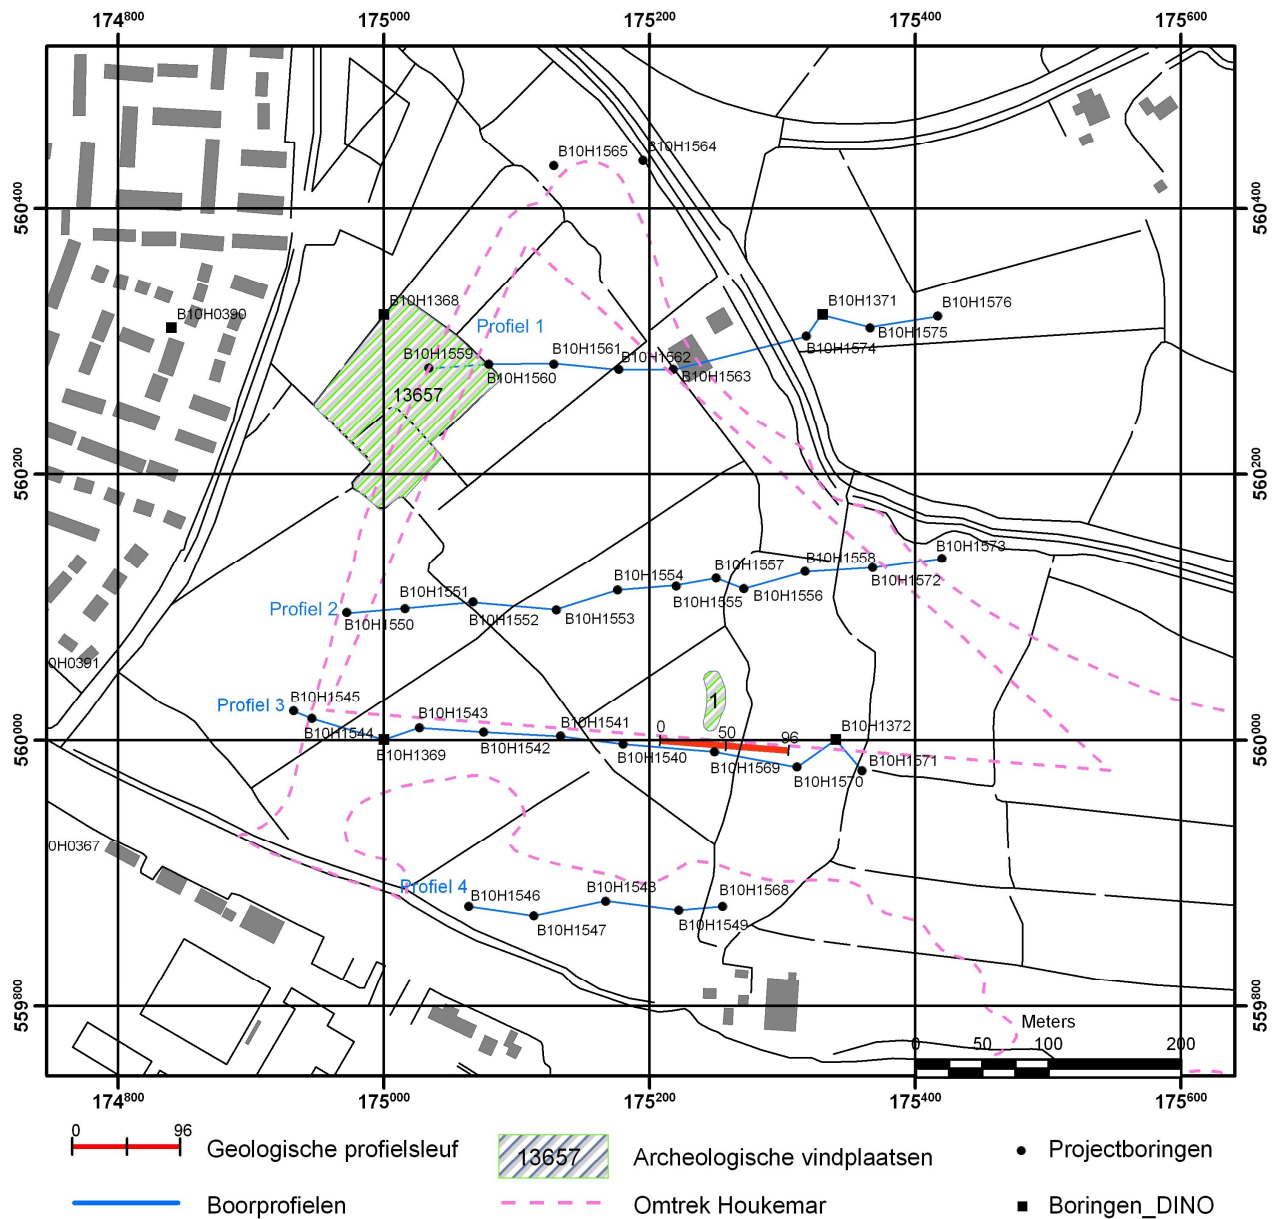 174800 175000 175200 175400 175600
B10H1565 B10H1564
560400 560400
B10H1368 B10H1371 B10H1576
B10H0390
Profiel 1 B10H1575
B10H1559 B10H1561 B10H1574
B10H1562
B10H1560 B10H1563
13657
560200 560200
B10H1573
B10H1557 B10H1558
B10H1554 B10H1572
B10H1551 B10H1555 B10H1556
Profiel 2 B10H1552 B10H1553
B10H1550
0H0391
B10H1545 1
Profiel 3 B10H1543 B10H1541 B10H1372
B10H1544 0 50 96
560000 B10H1369 B10H1542 B10H1540 B10H1571 560000
B10H1569 B10H1570
0H0367
Profiel 4 B10H1543 B10H1568
B10H1546
B10H1547 B10H1549
559800 559800
Meters
0 50 100 200
174800 175000 175200 175400 175600
0 96 Geologische profielsleuf
13657 Archeologische vindplaatsen
Projectboringen
Boorprofielen
Omtrek Houkemar
Boringen_DINO